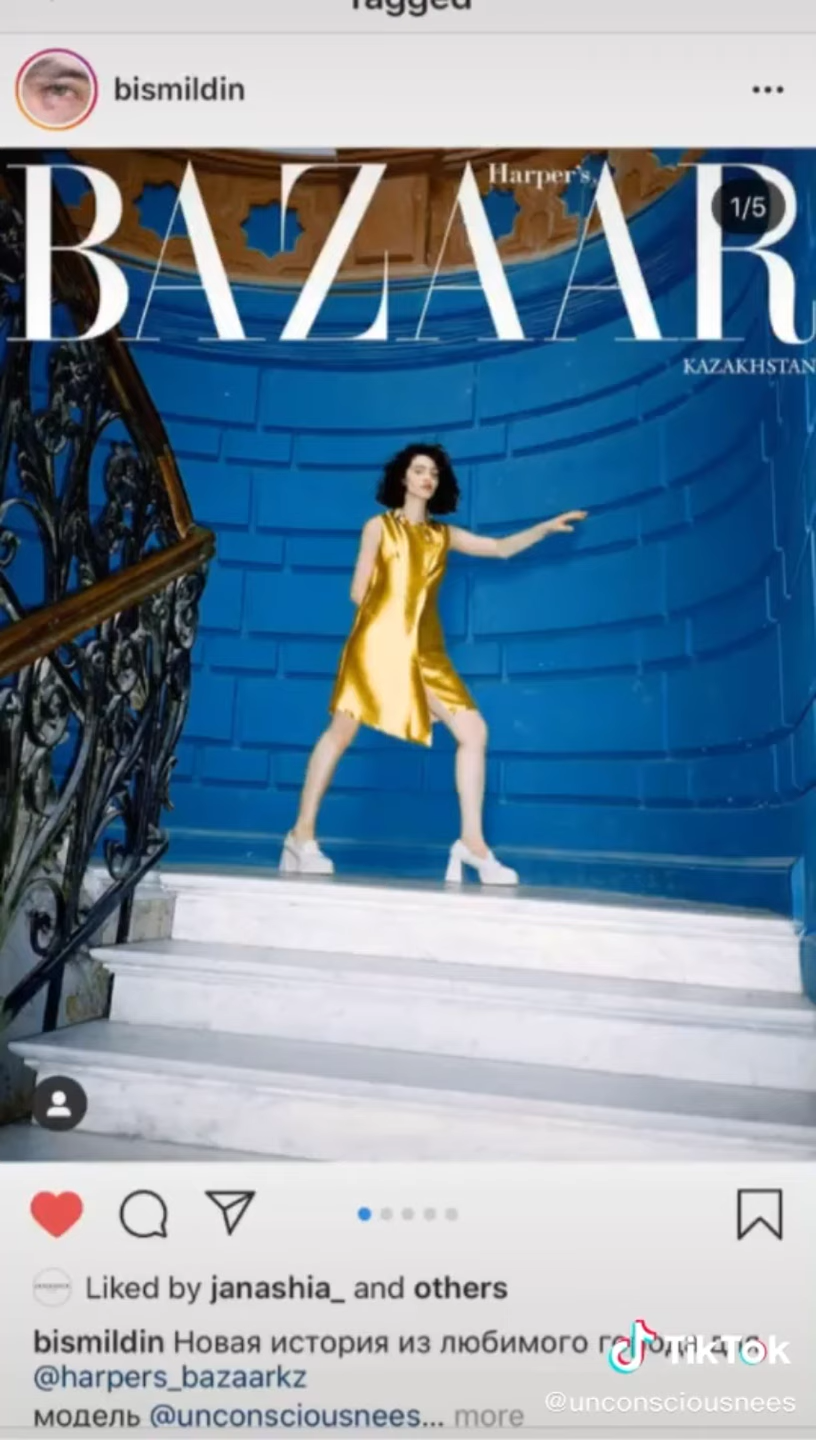 Tagged
bismildin
Harper's
BAZAAR
1/5
KAZAKHSTAN
Liked by janashia_ and others
bismildin Новая история из любимого
TikTok
@harpers_bazaarkz
@unconsciousnees
модель @unconsciousnees... more